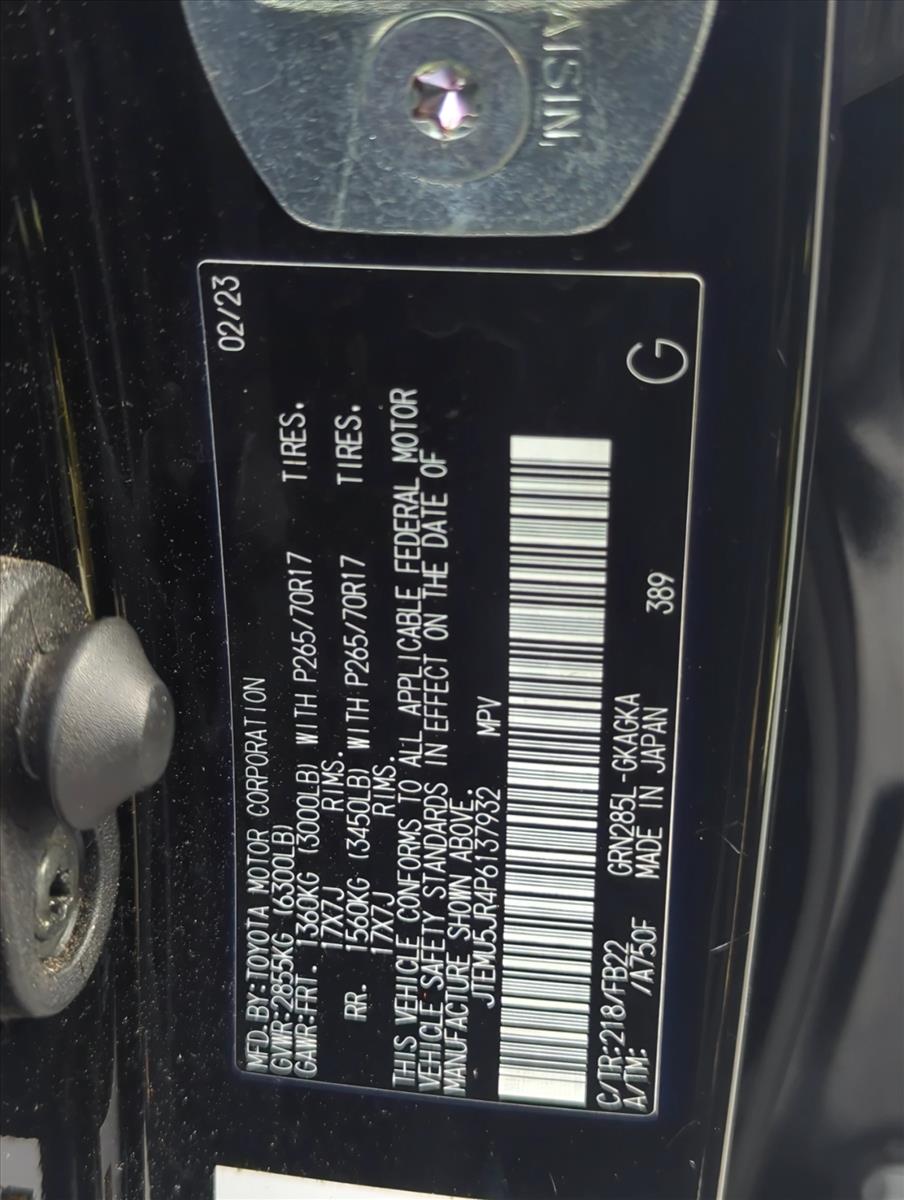 AISIN
02/23
MFD.BY:TOYOTA MOTOR CORPORATION
GVWR:2855KG (6300LB)
GAWR:FRT. 1360KG (3000LB) WITH P265/70R17 TIRES.
17X7J RIMS.
RR. 1560KG (3450LB) WITH P265/70R17 TIRES.
17X7J RIMS.
THIS VEHICLE CONFORMS TO ALL APPLICABLE FEDERAL MOTOR
VEHICLE SAFETY STANDARDS IN EFFECT ON THE DATE OF
MANUFACTURE SHOWN ABOVE.
JTEMU5JR4P6137932 MPV
C/TR:218/FB22 GRN285L-GKAGKA 389
A/TM: /A750F MADE IN JAPAN G